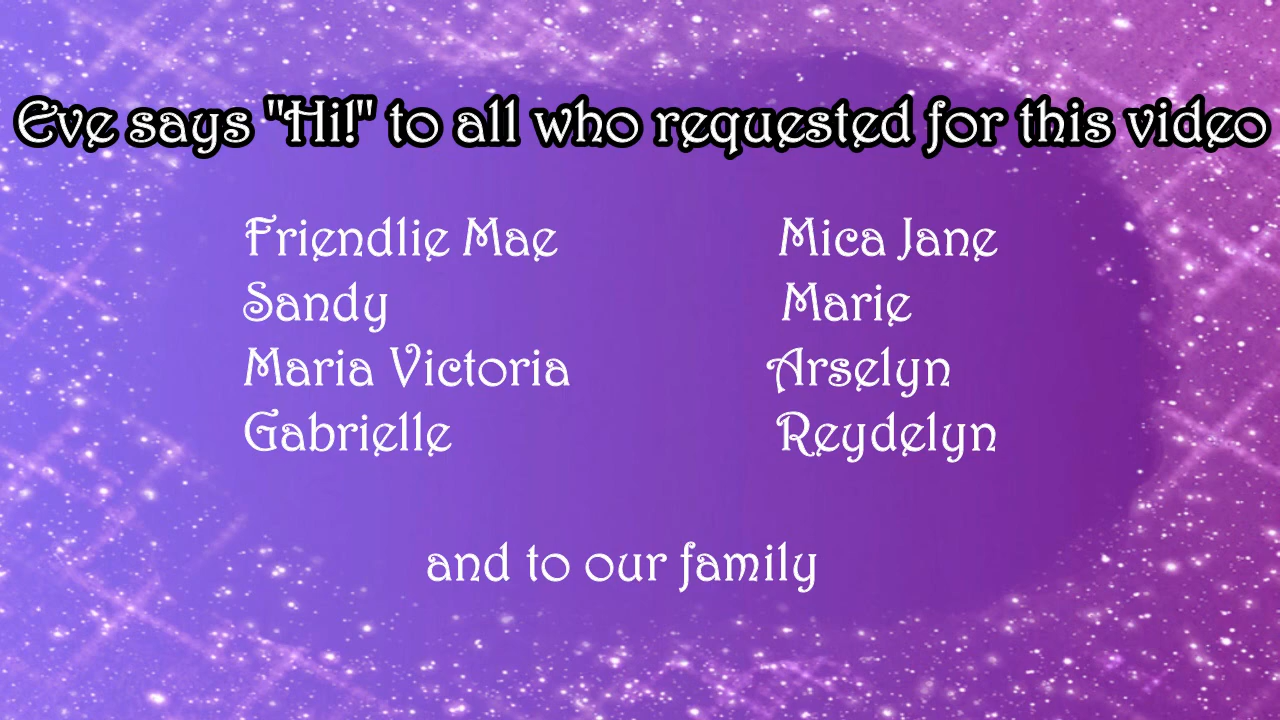 Eve says "Hi!" to all who requested for this video
Friendlie Mae
Sandy
Maria Victoria
Gabrielle
Mica Jane
Marie
Arselyn
Reydelyn
and to our family